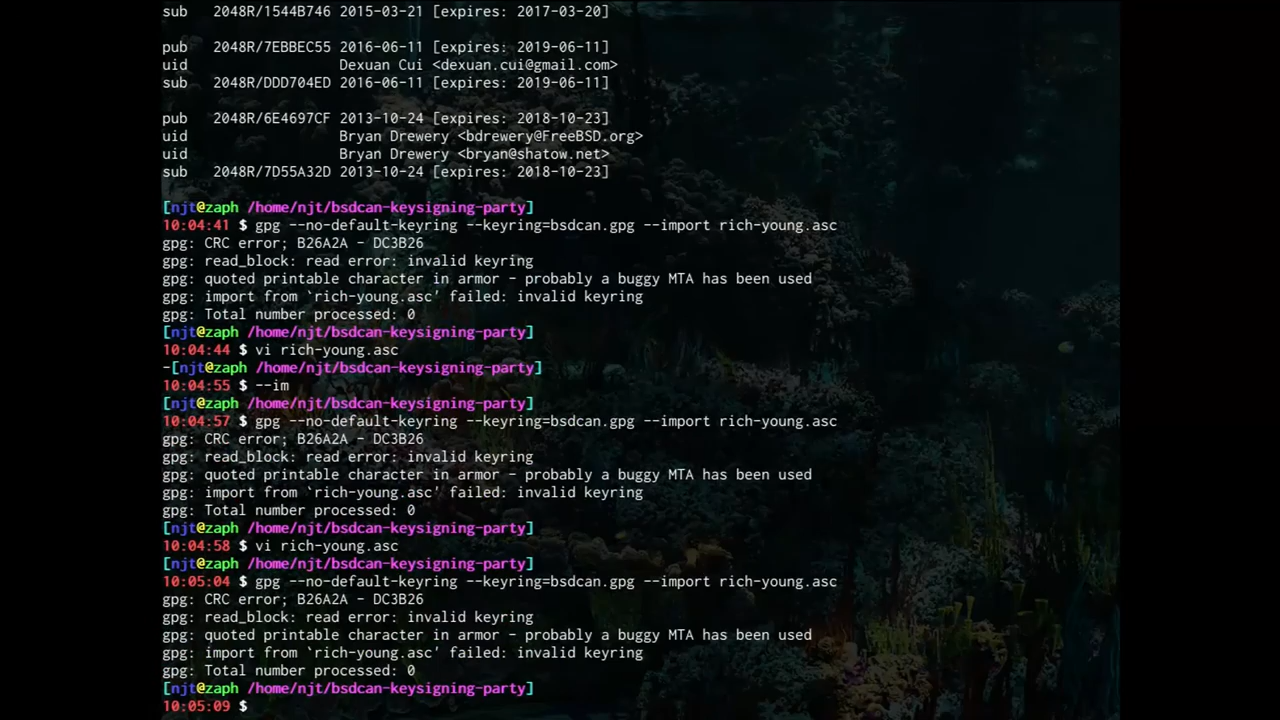 sub   2048R/1544B746 2015-03-21 [expires: 2017-03-20]
pub   2048R/7EBBEC55 2016-06-11 [expires: 2019-06-11]
uid                  Dexuan Cui <dexuan.cui@gmail.com>
sub   2048R/DDD704ED 2016-06-11 [expires: 2019-06-11]
pub   2048R/6E4697CF 2013-10-24 [expires: 2018-10-23]
uid                  Bryan Drewery <bdrewery@FreeBSD.org>
uid                  Bryan Drewery <bryan@shatow.net>
sub   2048R/7D55A32D 2013-10-24 [expires: 2018-10-23]
[njt@zaph /home/njt/bsdcan-keysigning-party]
10:04:41 $ gpg --no-default-keyring --keyring=bsdcan.gpg --import rich-young.asc
gpg: CRC error; B26A2A - DC3B26
gpg: read_block: read error: invalid keyring
gpg: quoted printable character in armor - probably a buggy MTA has been used
gpg: import from `rich-young.asc' failed: invalid keyring
gpg: Total number processed: 0
[njt@zaph /home/njt/bsdcan-keysigning-party]
10:04:44 $ vi rich-young.asc
-[njt@zaph /home/njt/bsdcan-keysigning-party]
10:04:55 $ --im
[njt@zaph /home/njt/bsdcan-keysigning-party]
10:04:57 $ gpg --no-default-keyring --keyring=bsdcan.gpg --import rich-young.asc
gpg: CRC error; B26A2A - DC3B26
gpg: read_block: read error: invalid keyring
gpg: quoted printable character in armor - probably a buggy MTA has been used
gpg: import from `rich-young.asc' failed: invalid keyring
gpg: Total number processed: 0
[njt@zaph /home/njt/bsdcan-keysigning-party]
10:04:58 $ vi rich-young.asc
[njt@zaph /home/njt/bsdcan-keysigning-party]
10:05:04 $ gpg --no-default-keyring --keyring=bsdcan.gpg --import rich-young.asc
gpg: CRC error; B26A2A - DC3B26
gpg: read_block: read error: invalid keyring
gpg: quoted printable character in armor - probably a buggy MTA has been used
gpg: import from `rich-young.asc' failed: invalid keyring
gpg: Total number processed: 0
[njt@zaph /home/njt/bsdcan-keysigning-party]
10:05:09 $